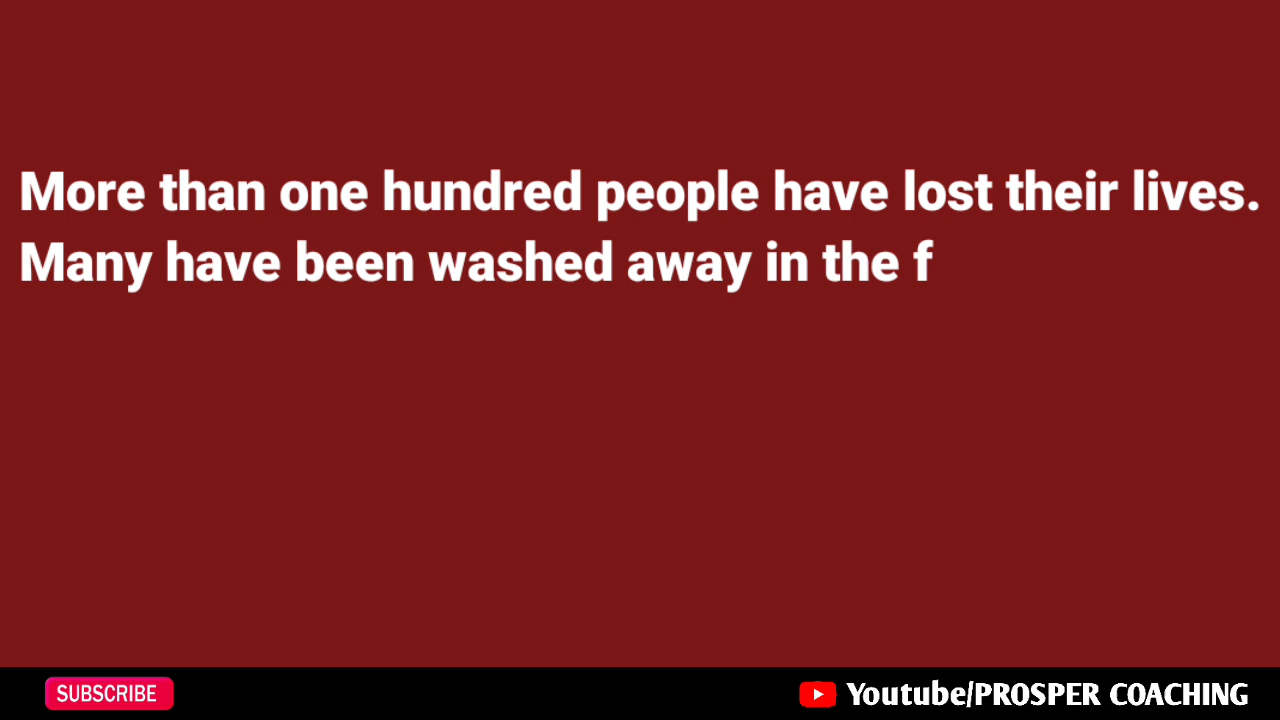 More than one hundred people have lost their lives.
Many have been washed away in the f
SUBSCRIBE
Youtube/PROSPER COACHING